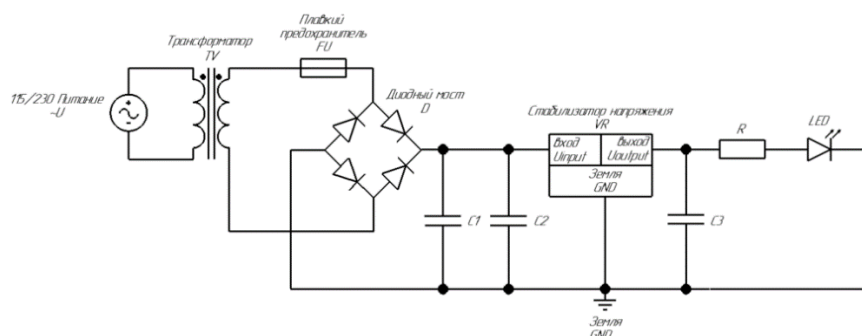 Плавкий
предохранитель
FU
Трансформатор
TV
115/230 Питание
~U
Диодный мост
D
Стабилизатор напряжения
VR
вход
Uinput
выход
Uoutput
Земля
GND
R
LED
C1
C2
C3
Земля
GND